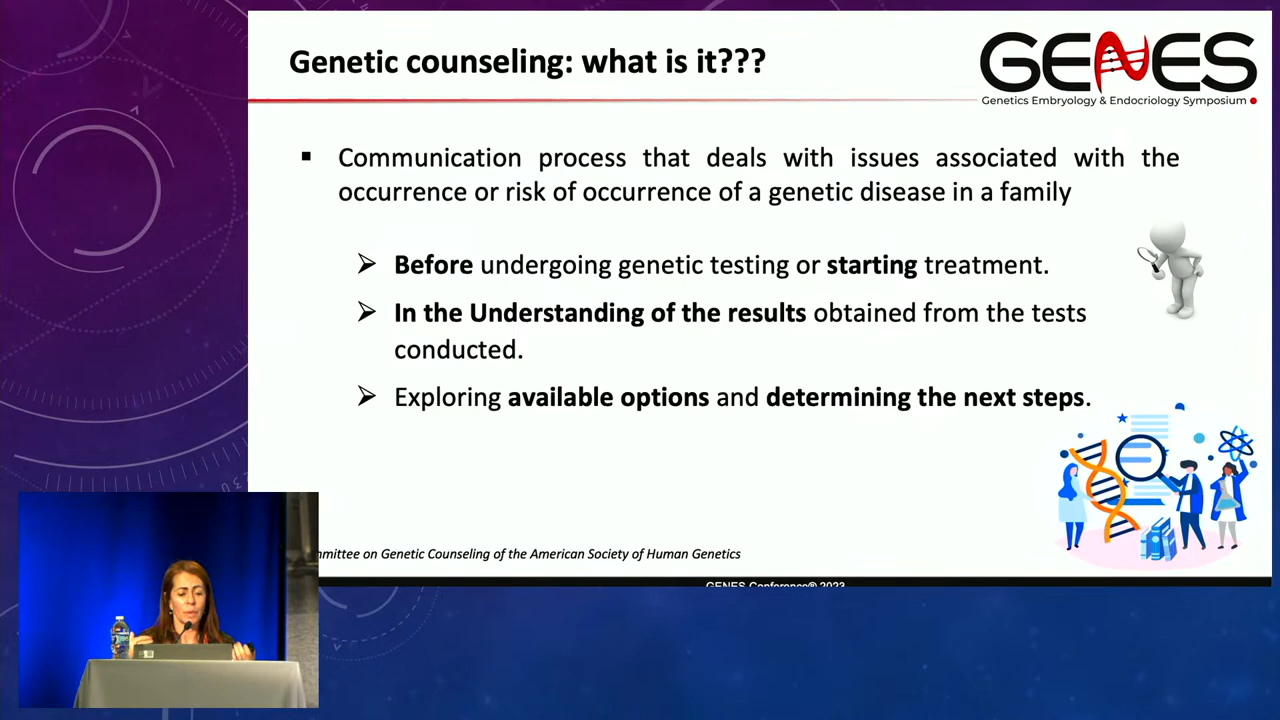 Genetic counseling: what is it???
GENES
Genetics Embryology & Endocriology Symposium
▪ Communication process that deals with issues associated with the
occurrence or risk of occurrence of a genetic disease in a family
➢ Before undergoing genetic testing or starting treatment.
➢ In the Understanding of the results obtained from the tests
conducted.
➢ Exploring available options and determining the next steps.
on Genetic Counseling of the American Society of Human Genetics
GENES Conference® 2023